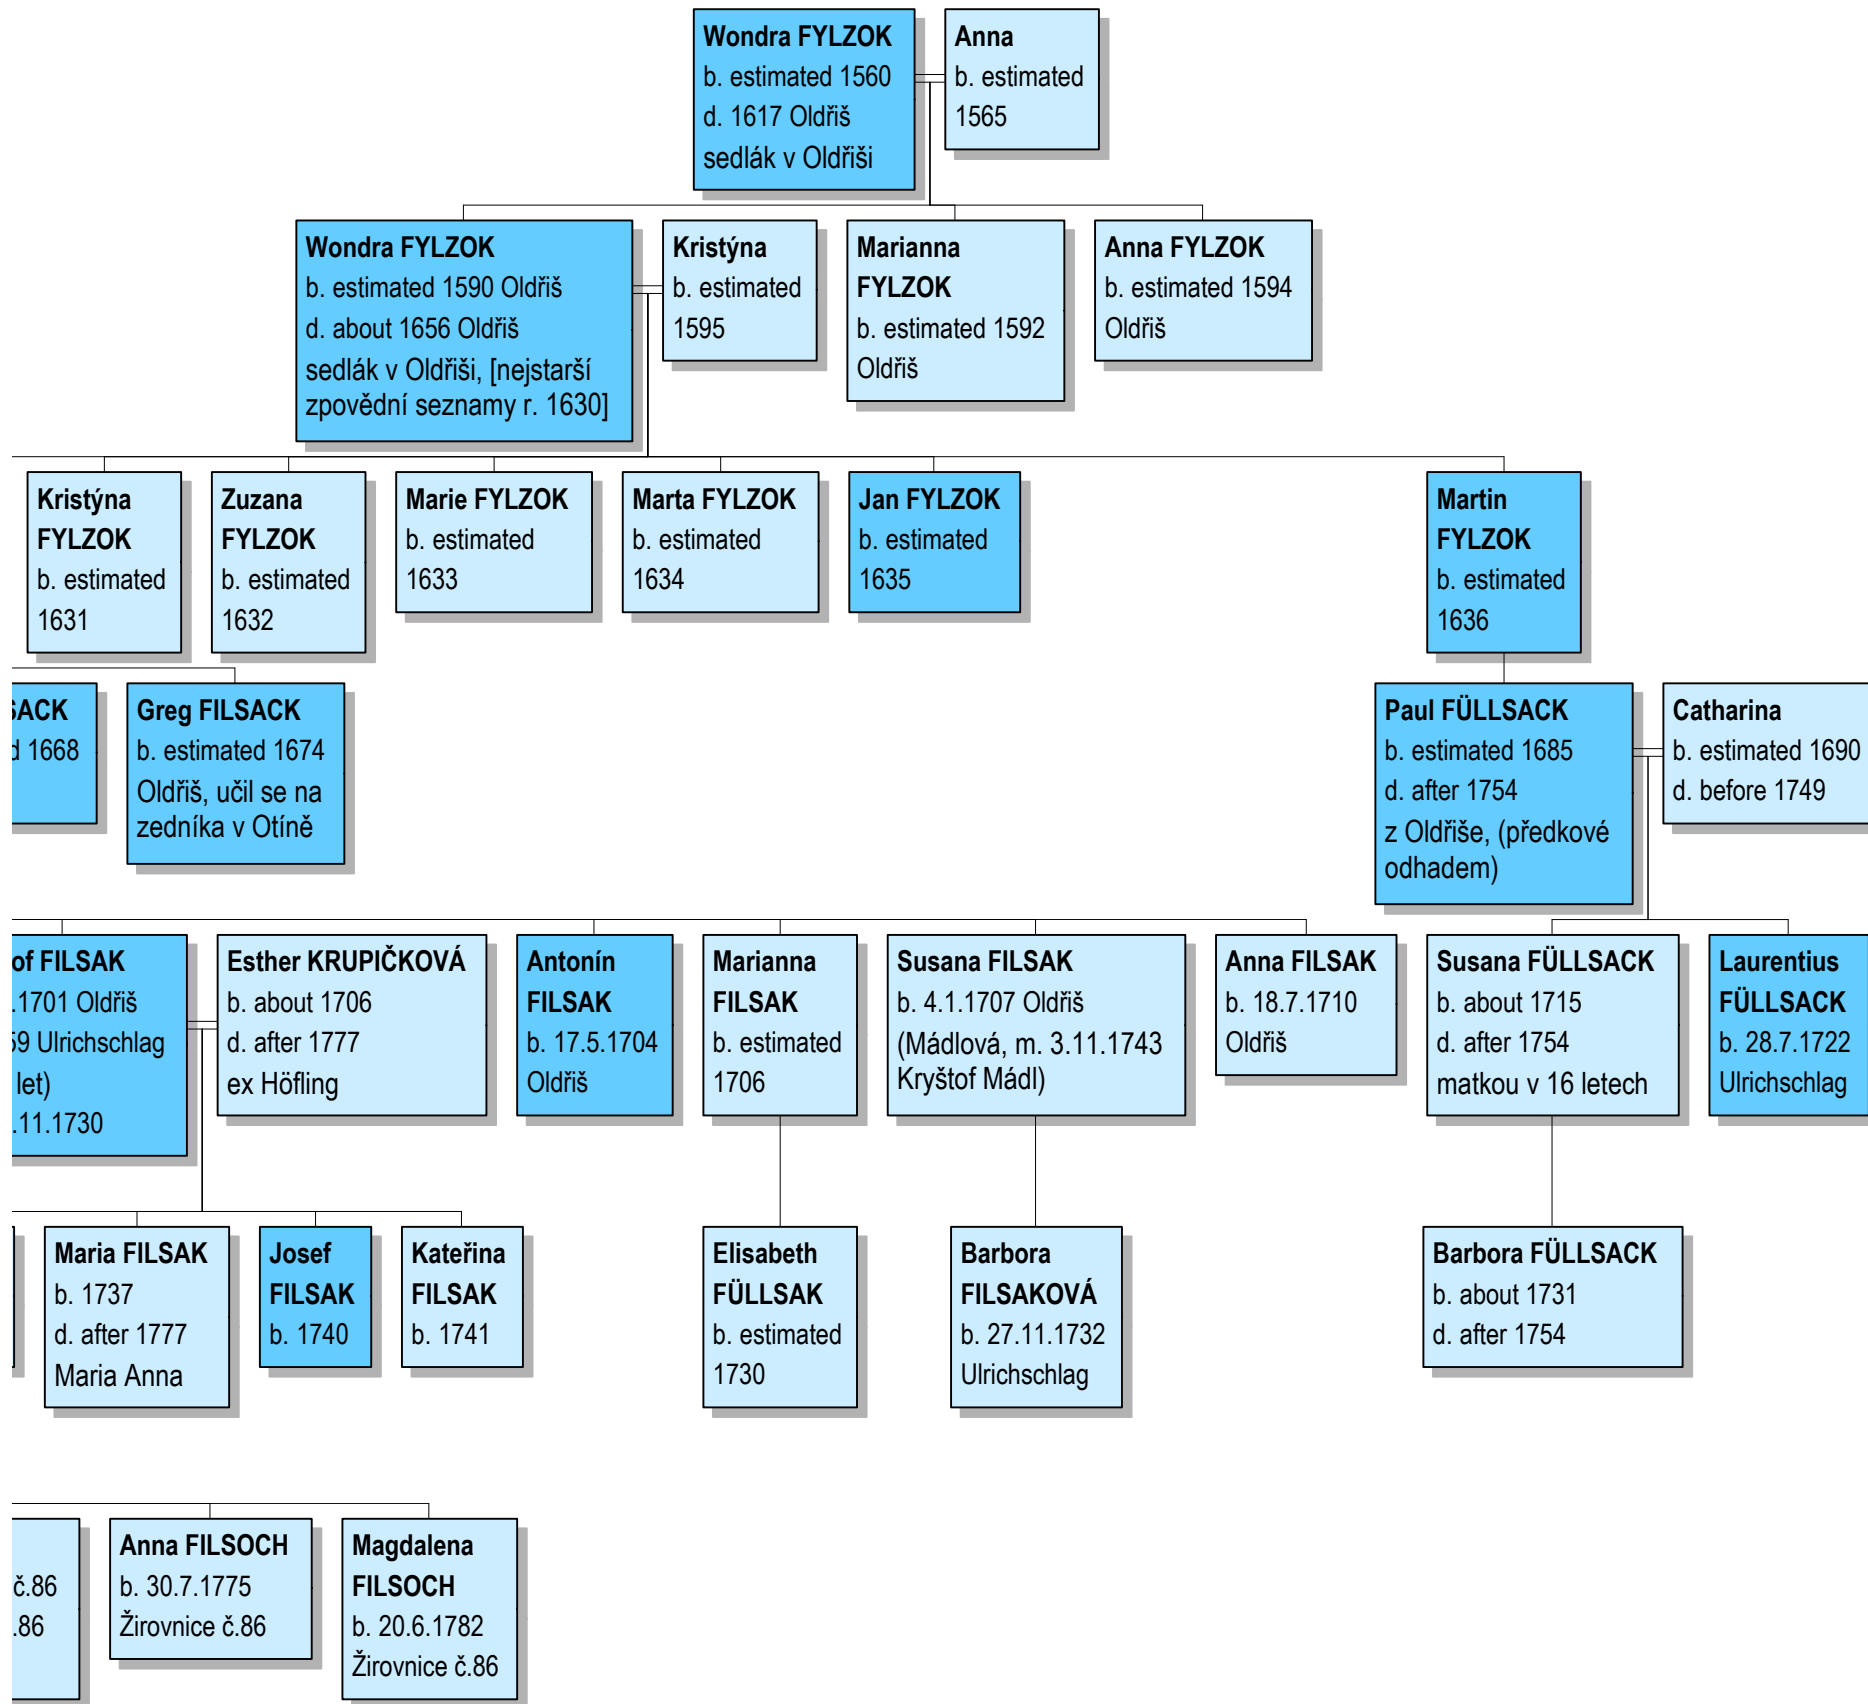 Wondra FYLZOK
b. estimated 1560
d. 1617 Oldřiš
sedlák v Oldřiši
Anna
b. estimated
1565
Wondra FYLZOK
b. estimated 1590 Oldřiš
d. about 1656 Oldřiš
sedlák v Oldřiši, [nejstarší
zpovědní seznamy r. 1630]
Kristýna
b. estimated
1595
Marianna
FYLZOK
b. estimated 1592
Oldřiš
Anna FYLZOK
b. estimated 1594
Oldřiš
Kristýna
FYLZOK
b. estimated
1631
Zuzana
FYLZOK
b. estimated
1632
Marie FYLZOK
b. estimated
1633
Marta FYLZOK
b. estimated
1634
Jan FYLZOK
b. estimated
1635
Martin
FYLZOK
b. estimated
1636
SACK
d 1668
Greg FILSACK
b. estimated 1674
Oldřiš, učil se na
zedníka v Otíně
Paul FÜLLSACK
b. estimated 1685
d. after 1754
z Oldřiše, (předkové
odhadem)
Catharina
b. estimated 1690
d. before 1749
of FILSAK
.1701 Oldřiš
59 Ulrichschlag
let)
.11.1730
Esther KRUPIČKOVÁ
b. about 1706
d. after 1777
ex Höfling
Antonín
FILSAK
b. 17.5.1704
Oldřiš
Marianna
FILSAK
b. estimated
1706
Susana FILSAK
b. 4.1.1707 Oldřiš
(Mádlová, m. 3.11.1743
Kryštof Mádl)
Anna FILSAK
b. 18.7.1710
Oldřiš
Susana FÜLLSACK
b. about 1715
d. after 1754
matkou v 16 letech
Laurentius
FÜLLSACK
b. 28.7.1722
Ulrichschlag
Maria FILSAK
b. 1737
d. after 1777
Maria Anna
Josef
FILSAK
b. 1740
Kateřina
FILSAK
b. 1741
Elisabeth
FÜLLSAK
b. estimated
1730
Barbora
FILSAKOVÁ
b. 27.11.1732
Ulrichschlag
Barbora FÜLLSACK
b. about 1731
d. after 1754
č.86
.86
Anna FILSOCH
b. 30.7.1775
Žirovnice č.86
Magdalena
FILSOCH
b. 20.6.1782
Žirovnice č.86